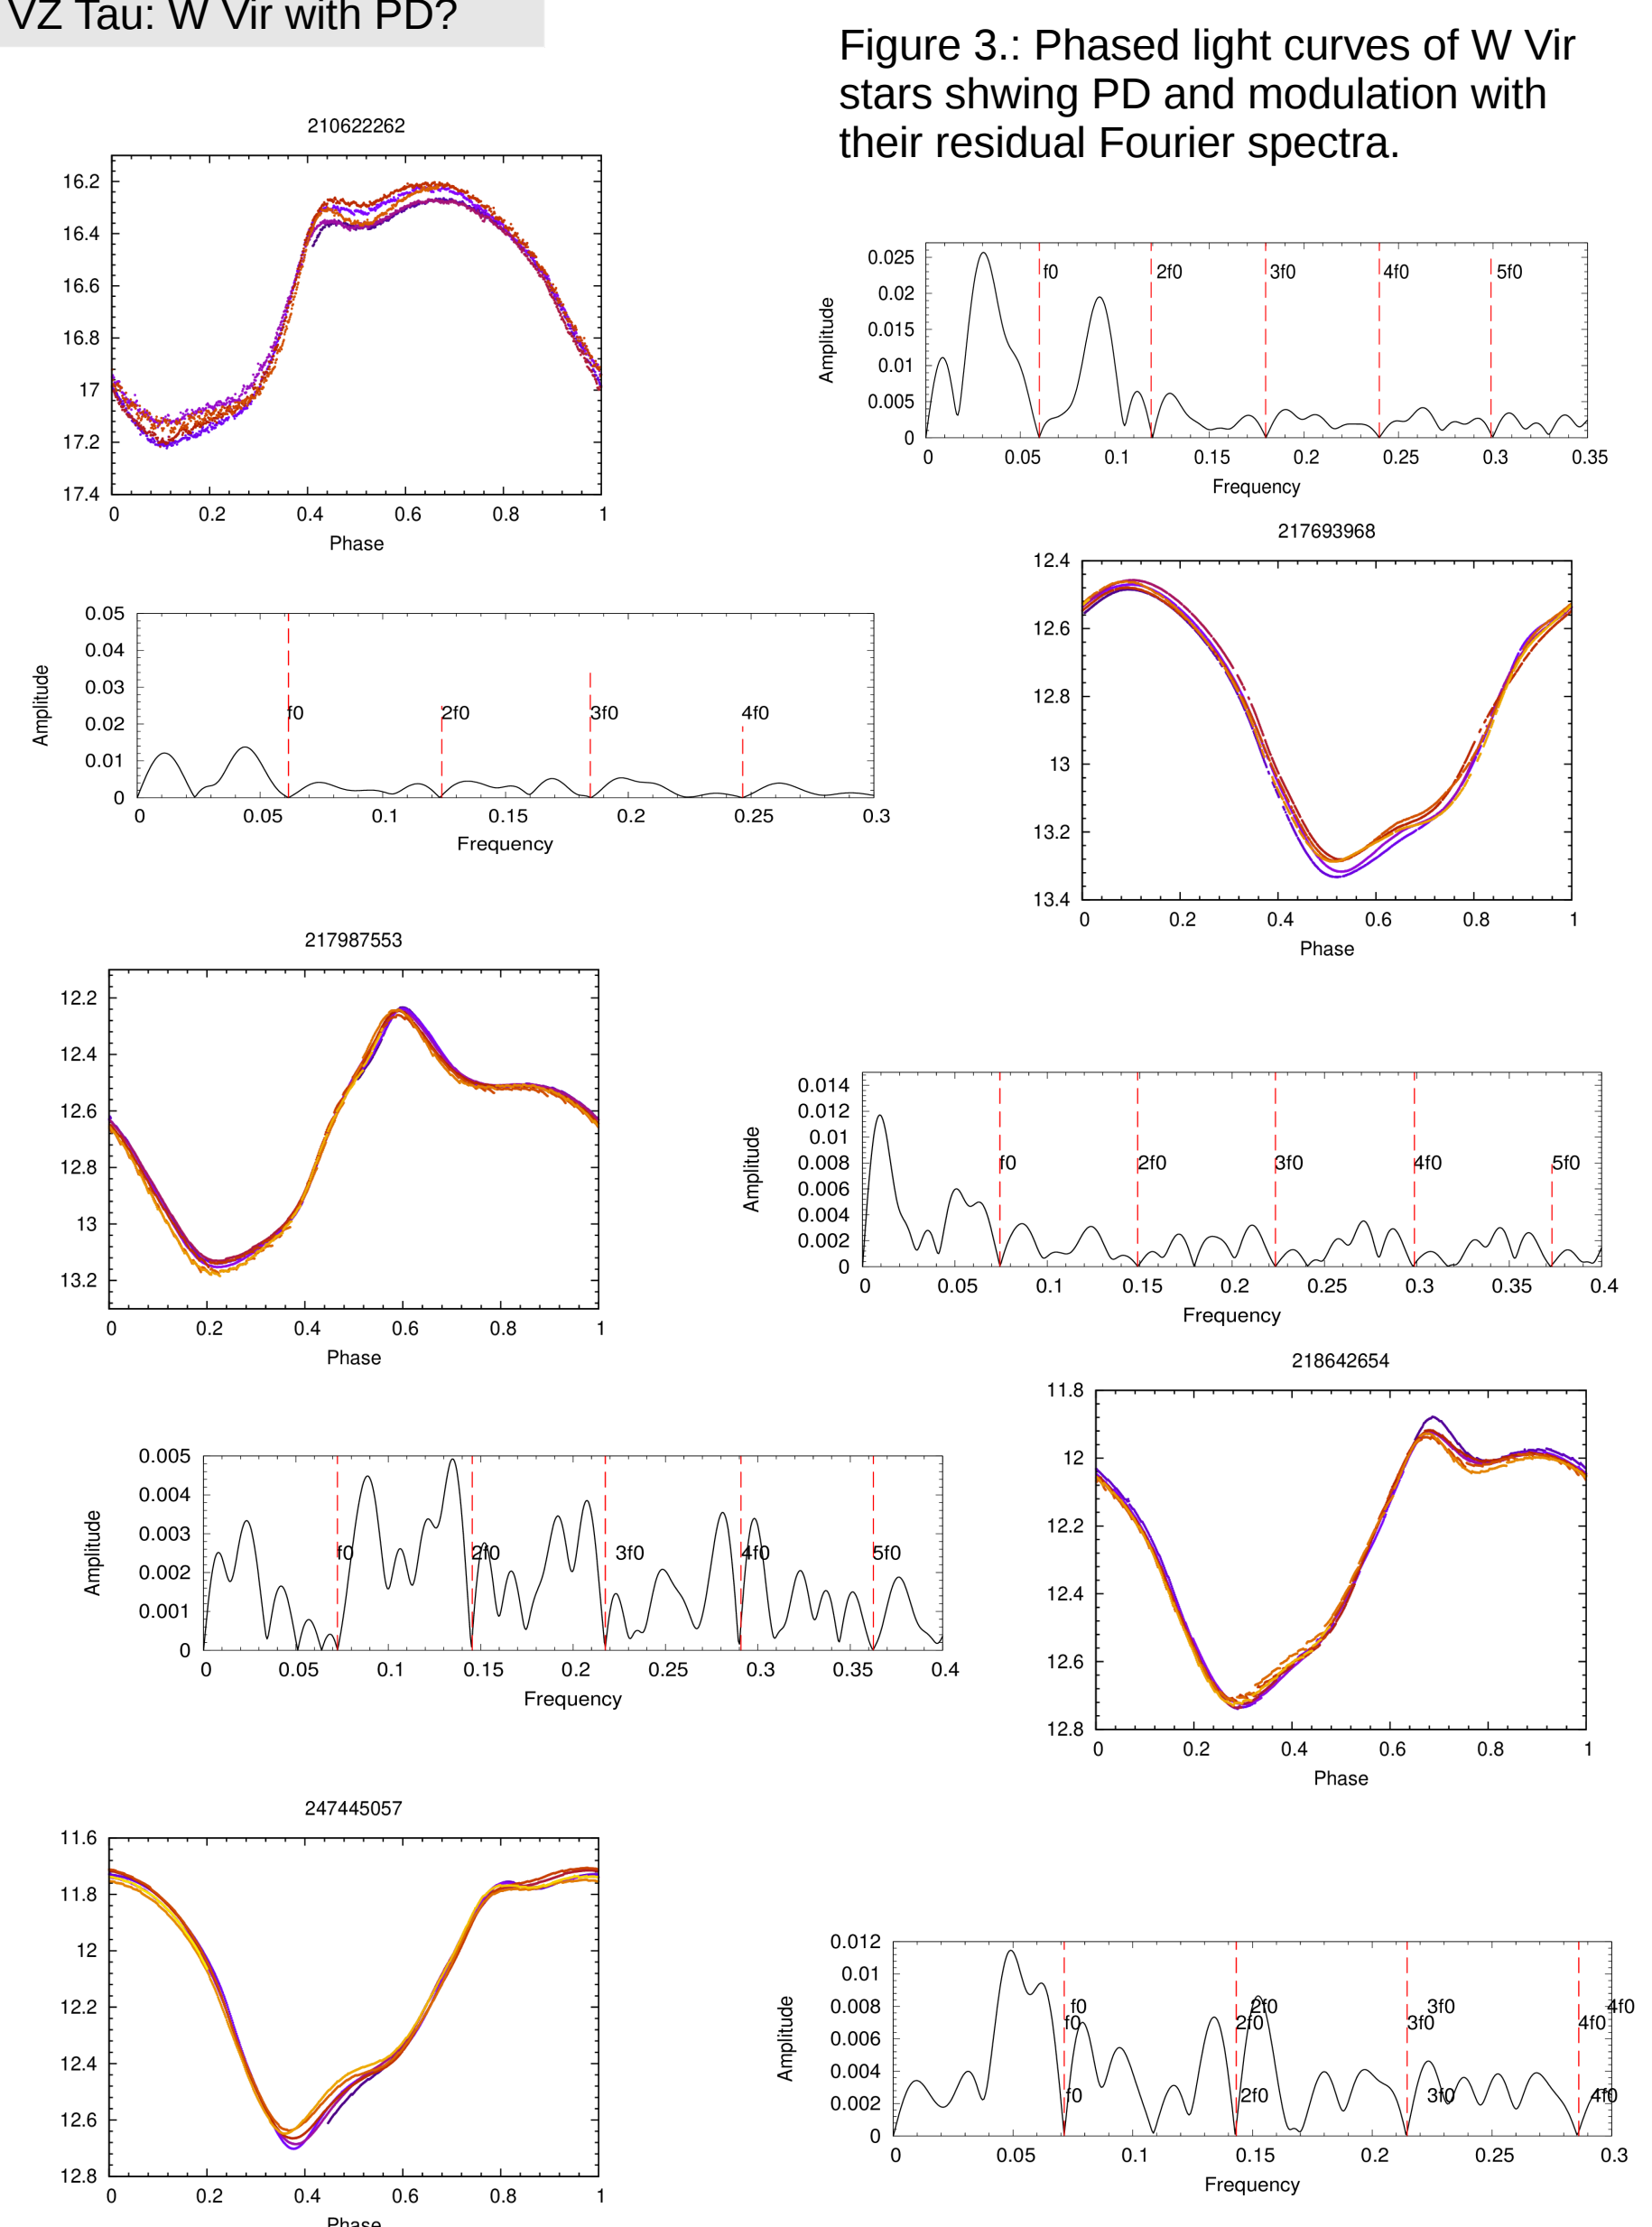 VZ Tau: W Vir with PD?
Figure 3.: Phased light curves of W Vir
stars shwing PD and modulation with
their residual Fourier spectra.
210622262
16.2
16.4
16.6
16.8
17
17.2
17.4
0 0.2 0.4 0.6 0.8 1
Phase
0.025
0.02
0.015
0.01
0.005
0
Amplitude
f0 2f0 3f0 4f0 5f0
0 0.05 0.1 0.15 0.2 0.25 0.3 0.35
Frequency
0.05
0.04
0.03
0.02
0.01
0
Amplitude
f0 2f0 3f0 4f0
0 0.05 0.1 0.15 0.2 0.25 0.3
Frequency
217693968
12.4
12.6
12.8
13
13.2
13.4
0 0.2 0.4 0.6 0.8 1
Phase
217987553
12.2
12.4
12.6
12.8
13
13.2
0 0.2 0.4 0.6 0.8 1
Phase
0.014
0.012
0.01
0.008
0.006
0.004
0.002
0
Amplitude
f0 2f0 3f0 4f0 5f0
0 0.05 0.1 0.15 0.2 0.25 0.3 0.35 0.4
Frequency
0.005
0.004
0.003
0.002
0.001
0
Amplitude
f0 2f0 3f0 4f0 5f0
0 0.05 0.1 0.15 0.2 0.25 0.3 0.35 0.4
Frequency
218642654
11.8
12
12.2
12.4
12.6
12.8
0 0.2 0.4 0.6 0.8 1
Phase
247445057
11.6
11.8
12
12.2
12.4
12.6
12.8
0 0.2 0.4 0.6 0.8 1
Phase
0.012
0.01
0.008
0.006
0.004
0.002
0
Amplitude
f0 2f0 3f0 4f0
f0 2f0 3f0 4f0
f0 2f0 3f0 4f0
0 0.05 0.1 0.15 0.2 0.25 0.3
Frequency